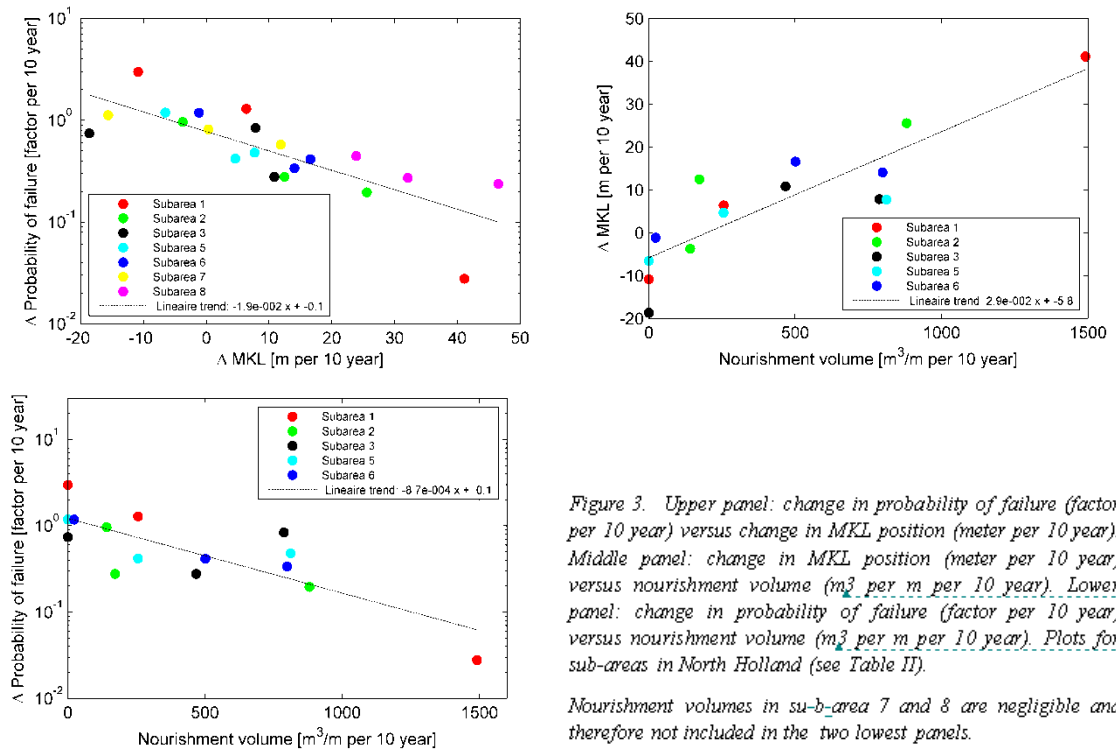 10^1
10^0
10^-1
10^-2
Δ Probability of failure [factor per 10 year]
Subarea 1
Subarea 2
Subarea 3
Subarea 5
Subarea 6
Subarea 7
Subarea 8
Lineaire trend: -1.9e-002 x + -0.1
-20 -10 0 10 20 30 40 50
Δ MKL [m per 10 year]
50
40
30
20
10
0
-10
-20
Δ MKL [m per 10 year]
Subarea 1
Subarea 2
Subarea 3
Subarea 5
Subarea 6
Lineaire trend 2.9e-002 x + -5 8
0 500 1000 1500
Nourishment volume [m³/m per 10 year]
10^1
10^0
10^-1
10^-2
Δ Probability of failure [factor per 10 year]
Subarea 1
Subarea 2
Subarea 3
Subarea 5
Subarea 6
Lineaire trend: -8 7e-004 x + 0.1
0 500 1000 1500
Nourishment volume [m³/m per 10 year]
Figure 3. Upper panel: change in probability of failure (factor
per 10 year) versus change in MKL position (meter per 10 year)
Middle panel: change in MKL position (meter per 10 year
versus nourishment volume (m3 per m per 10 year). Lower
panel: change in probability of failure (factor per 10 year
versus nourishment volume (m3 per m per 10 year). Plots for
sub-areas in North Holland (see Table II).
Nourishment volumes in su-b-area 7 and 8 are negligible and
therefore not included in the two lowest panels.